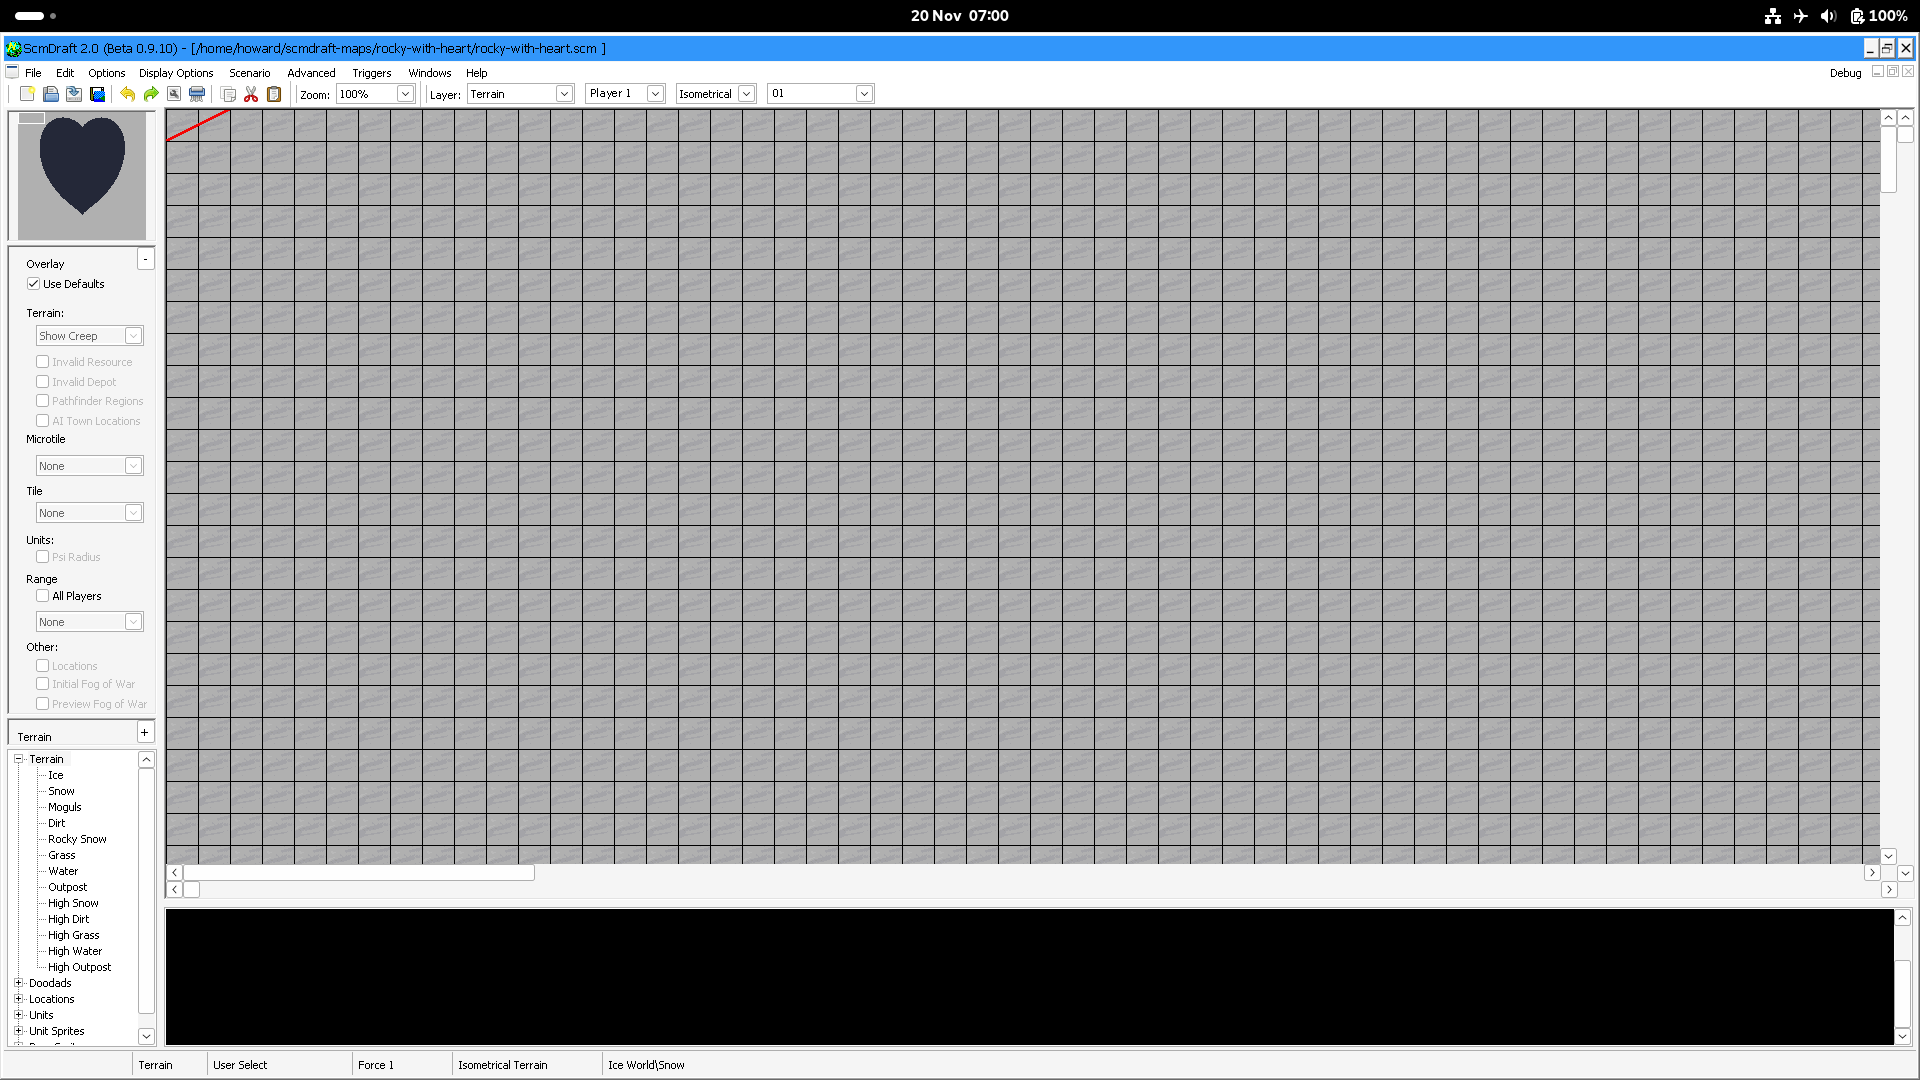 20 Nov 07:00
100%
ScmDraft 2.0 (Beta 0.9.10) - [/home/howard/scmdraft-maps/rocky-with-heart/rocky-with-heart.scm ]
File Edit Options Display Options Scenario Advanced Triggers Windows Help Debug
Zoom: 100% Layer: Terrain Player 1 Isometrical 01
Overlay
-
Use Defaults
Terrain:
Show Creep
Invalid Resource
Invalid Depot
Pathfinder Regions
AI Town Locations
Microtile
None
Tile
None
Units:
Psi Radius
Range
All Players
None
Other:
Locations
Initial Fog of War
Preview Fog of War
Terrain +
Terrain
Ice
Snow
Moguls
Dirt
Rocky Snow
Grass
Water
Outpost
High Snow
High Dirt
High Grass
High Water
High Outpost
Doodads
Locations
Units
Unit Sprites
Terrain User Select Force 1 Isometrical Terrain Ice World\Snow